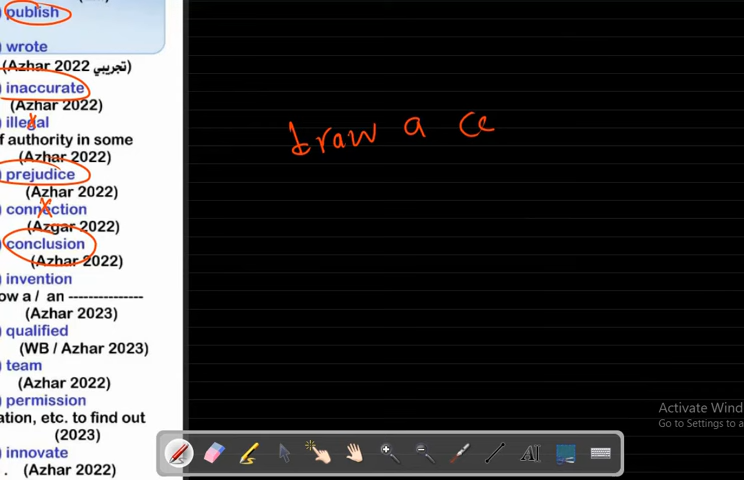 ) publish
) wrote
(Azhar 2022 تجريبي)
) inaccurate
(Azhar 2022)
) illegal
f authority in some
(Azhar 2022)
) prejudice
(Azhar 2022)
) connection
(Azgar 2022)
) conclusion
(Azhar 2022)
) invention
ow a / an ---------------
(Azhar 2023)
) qualified
(WB / Azhar 2023)
) team
(Azhar 2022)
) permission
ation, etc. to find out
(2023)
) innovate
. (Azhar 2022)
draw a co
Activate Wind
Go to Settings to a
AI